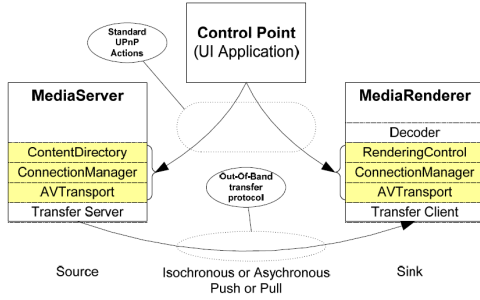 Standard
UPnP
Actions
Control Point
(UI Application)
MediaServer
ContentDirectory
ConnectionManager
AVTransport
Transfer Server
MediaRenderer
Decoder
RenderingControl
ConnectionManager
AVTransport
Transfer Client
Out-Of-Band
transfer
protocol
Source
Isochronous or Asychronous
Push or Pull
Sink